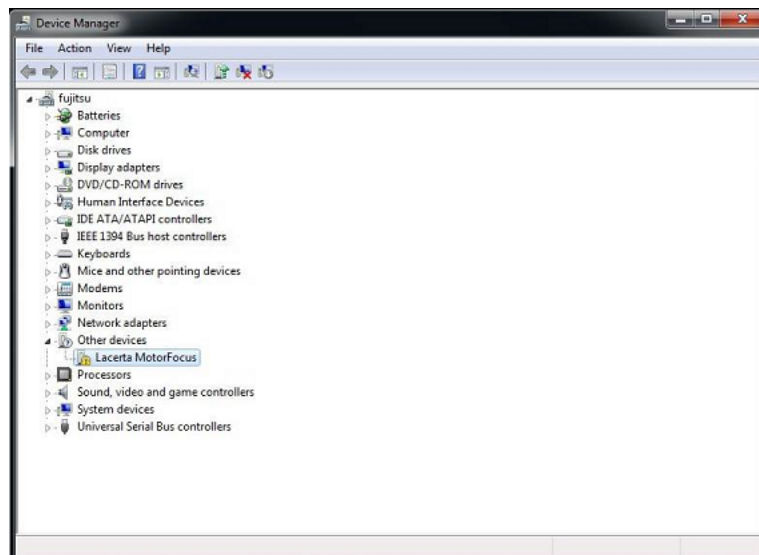 Device Manager
File Action View Help
fujitsu
Batteries
Computer
Disk drives
Display adapters
DVD/CD-ROM drives
Human Interface Devices
IDE ATA/ATAPI controllers
IEEE 1394 Bus host controllers
Keyboards
Mice and other pointing devices
Modems
Monitors
Network adapters
Other devices
Lacerta MotorFocus
Processors
Sound, video and game controllers
System devices
Universal Serial Bus controllers